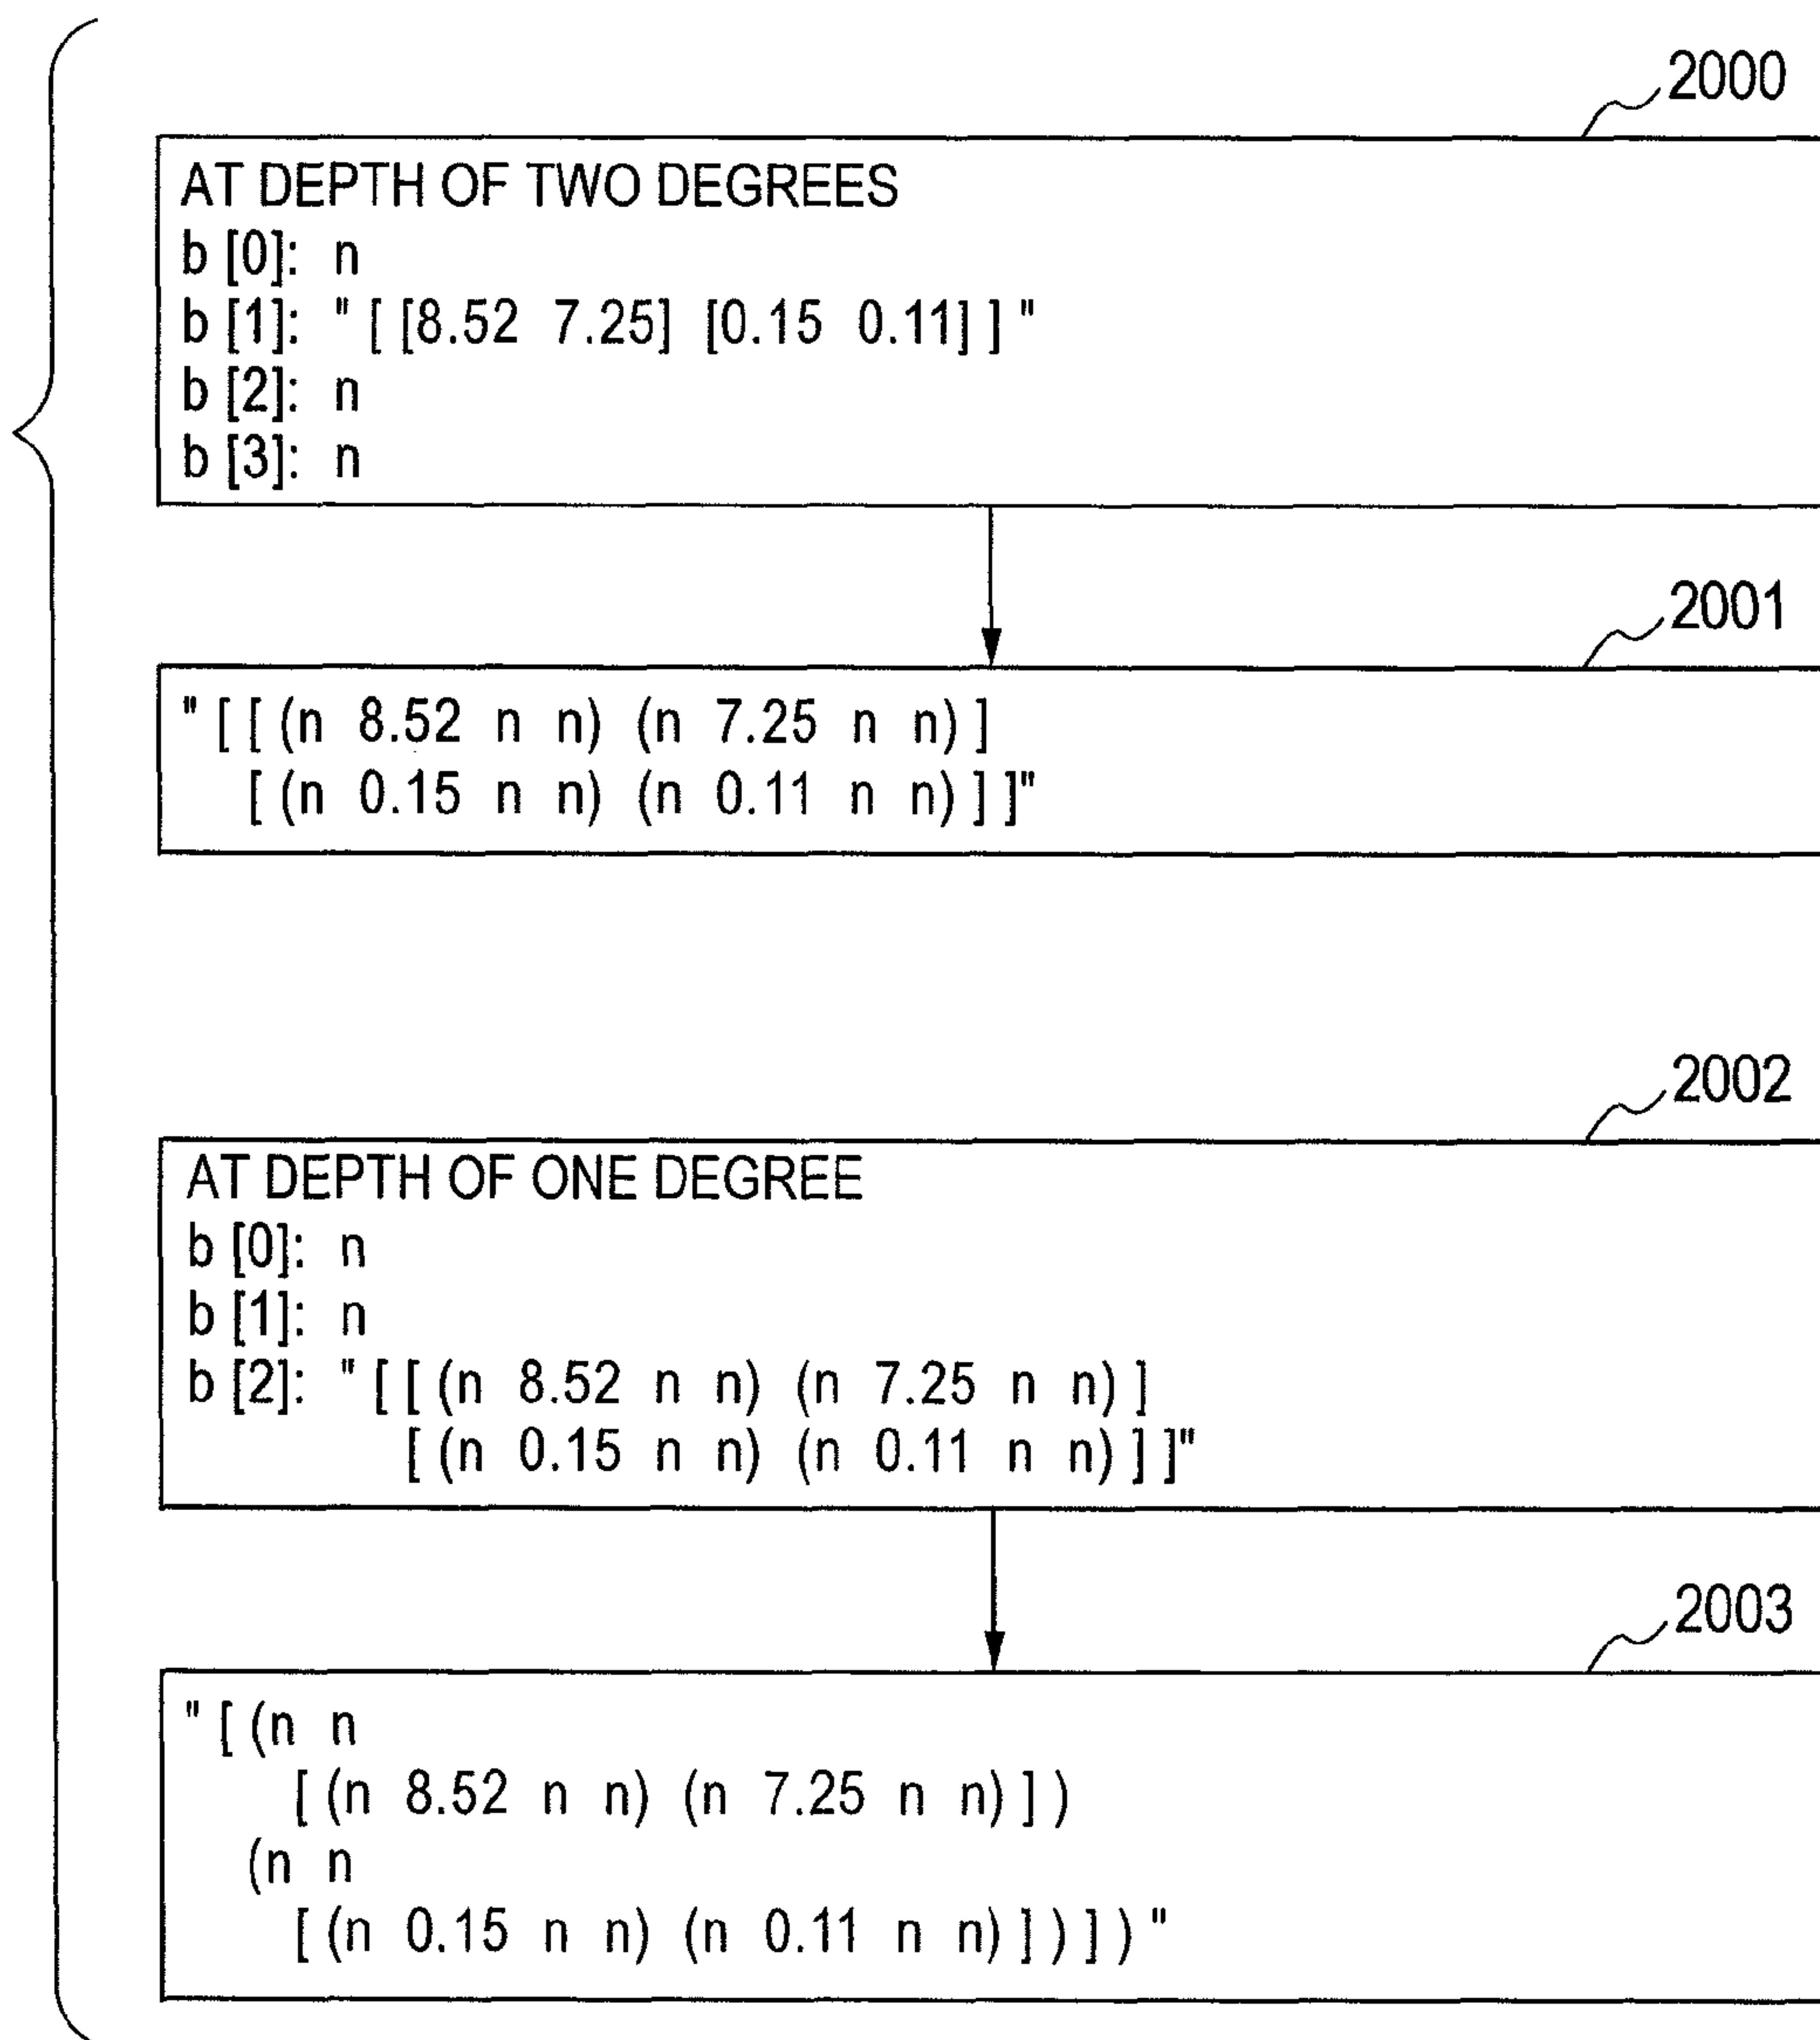 2000
AT DEPTH OF TWO DEGREES
b [0]: n
b [1]: " [ [8.52 7.25] [0.15 0.11] ] "
b [2]: n
b [3]: n
2001
" [ [ (n 8.52 n n) (n 7.25 n n) ]
[ (n 0.15 n n) (n 0.11 n n) ] ]"
2002
AT DEPTH OF ONE DEGREE
b [0]: n
b [1]: n
b [2]: " [ [ (n 8.52 n n) (n 7.25 n n) ]
[ (n 0.15 n n) (n 0.11 n n) ] ]"
2003
" [ (n n
[ (n 8.52 n n) (n 7.25 n n) ] )
(n n
[ (n 0.15 n n) (n 0.11 n n) ] ) ] ) "